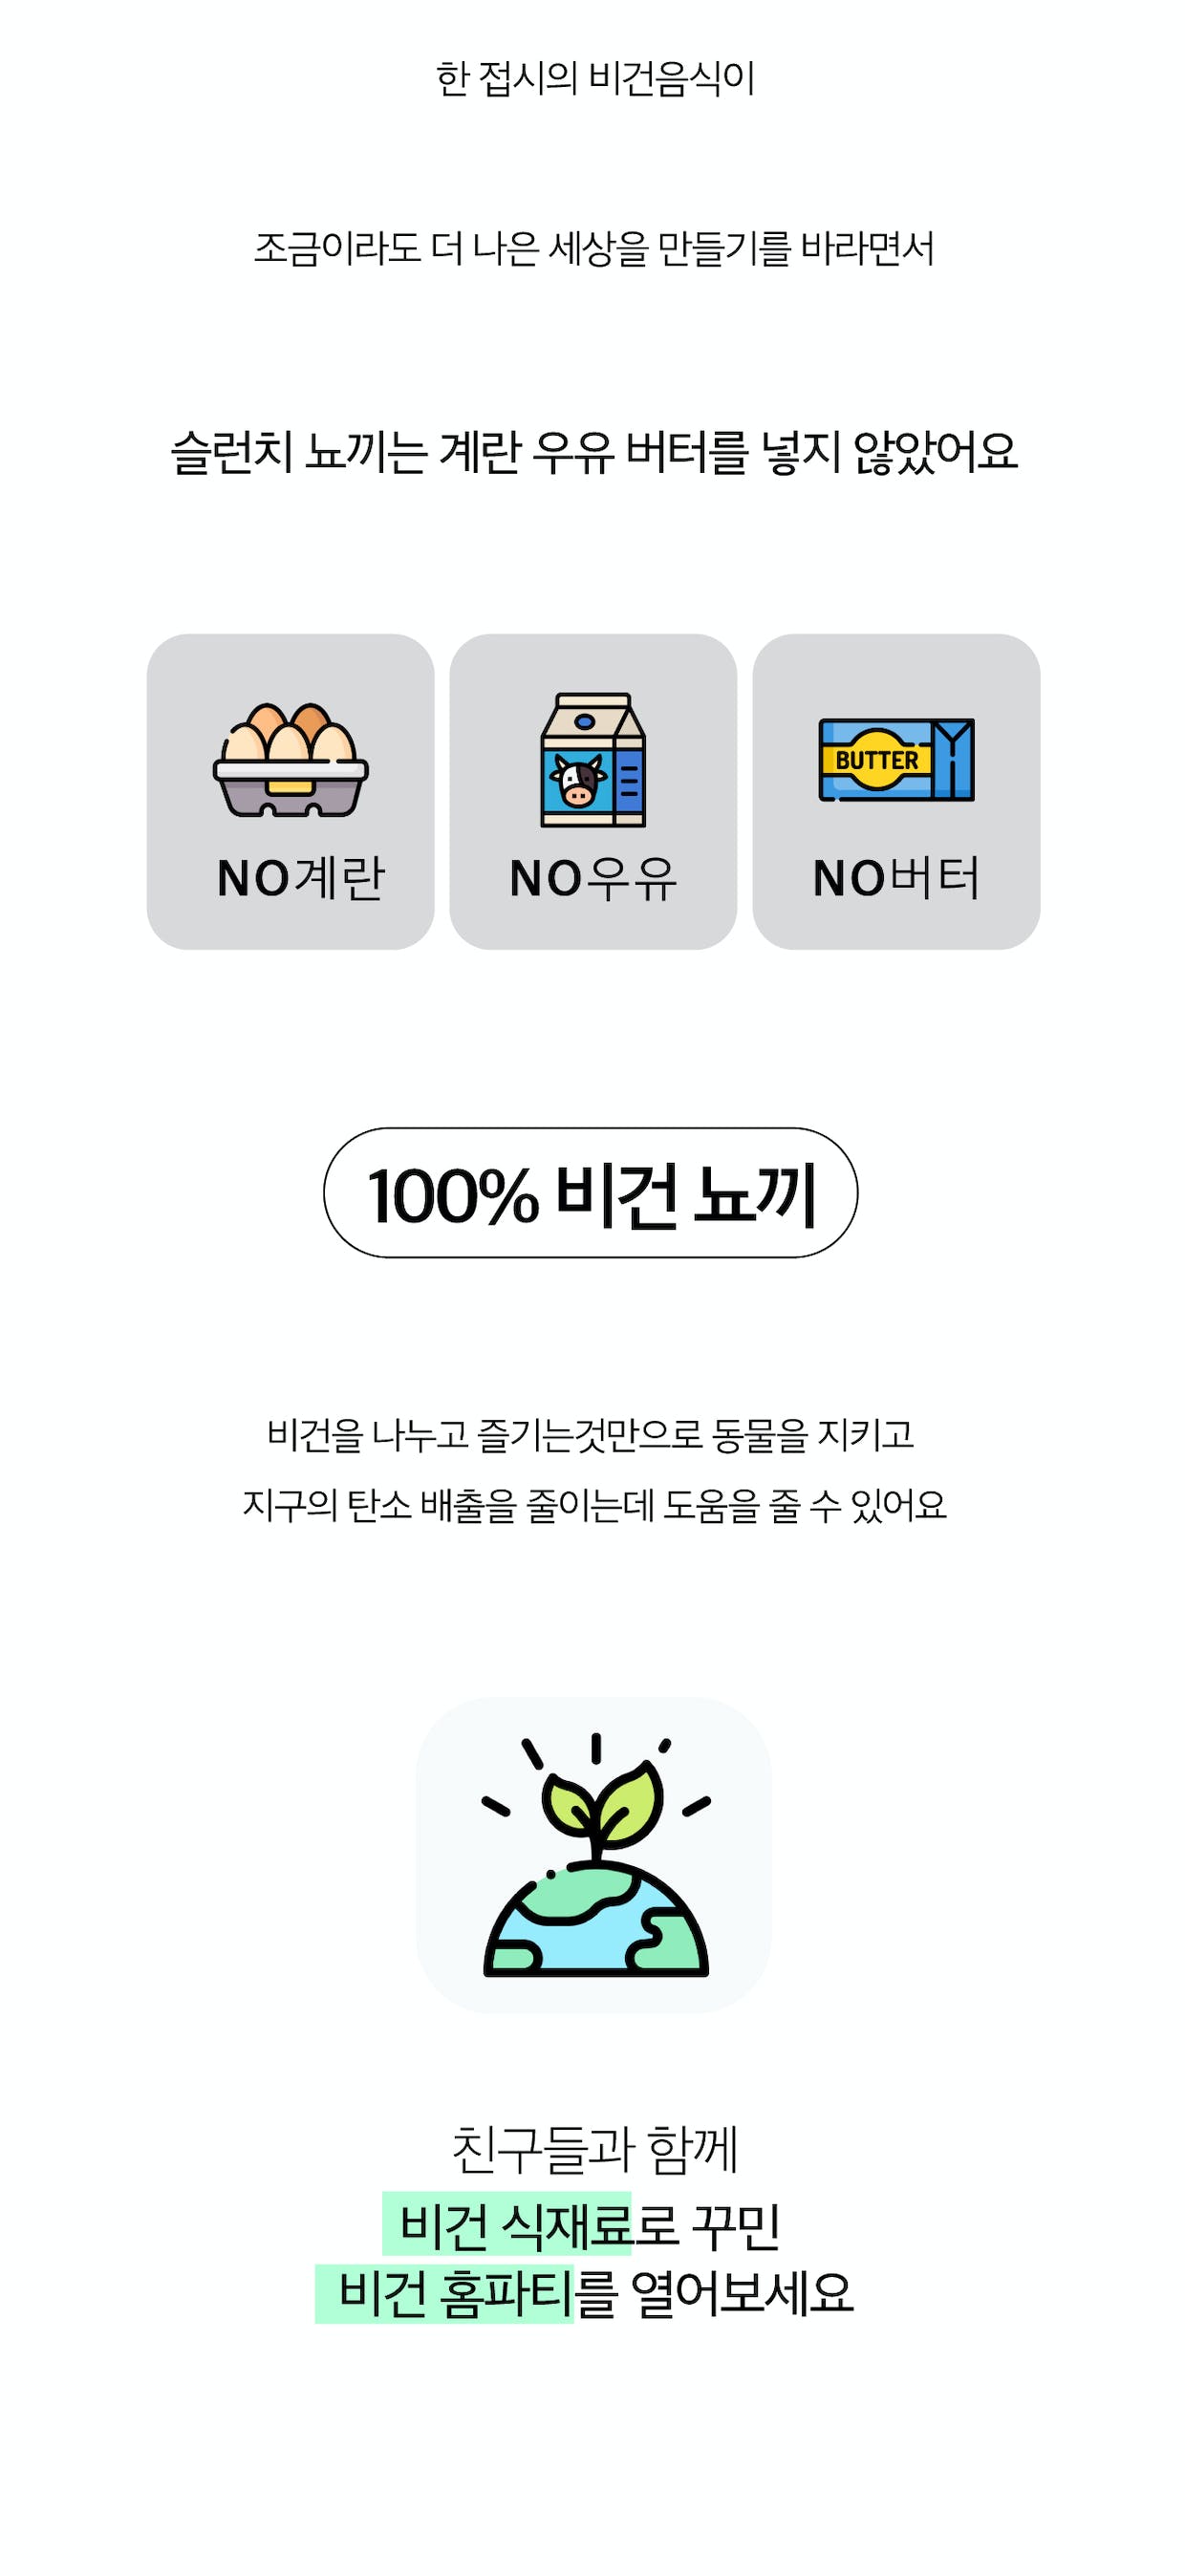 한 접시의 비건음식이
조금이라도 더 나은 세상을 만들기를 바라면서
슬런치 뇨끼는 계란 우유 버터를 넣지 않았어요
BUTTER
NO계란
NO우유
NO버터
100% 비건 뇨끼
비건을 나누고 즐기는것만으로 동물을 지키고
지구의 탄소 배출을 줄이는데 도움을 줄 수 있어요
친구들과 함께
비건 식재료로 꾸민
비건 홈파티를 열어보세요